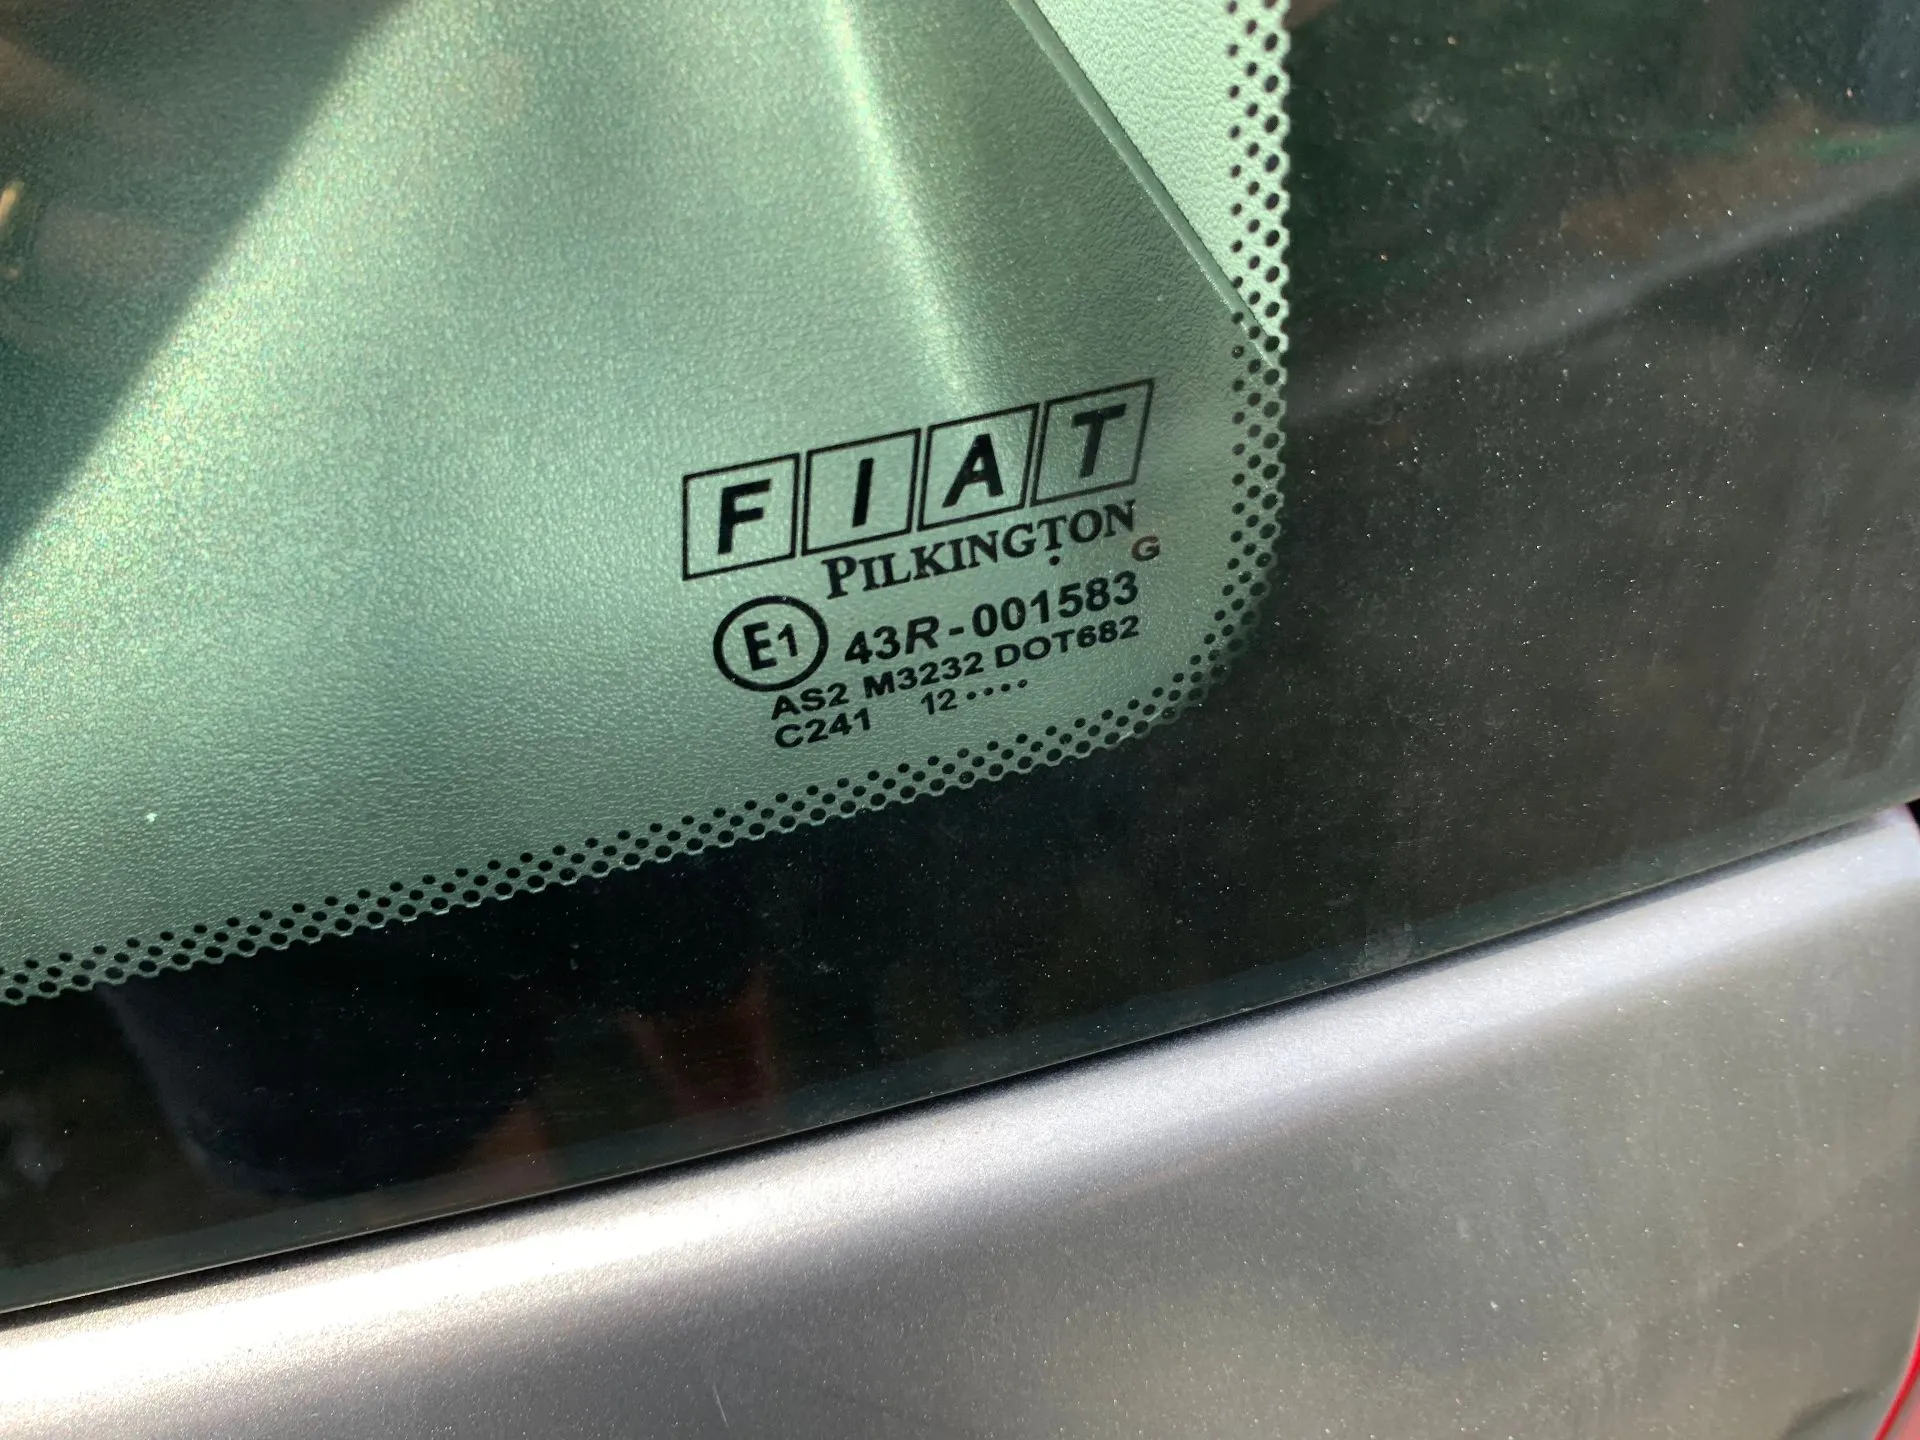 FIAT
PILKINGTON
G
E1 43R-001583
AS2 M3232 DOT682
C241 12····